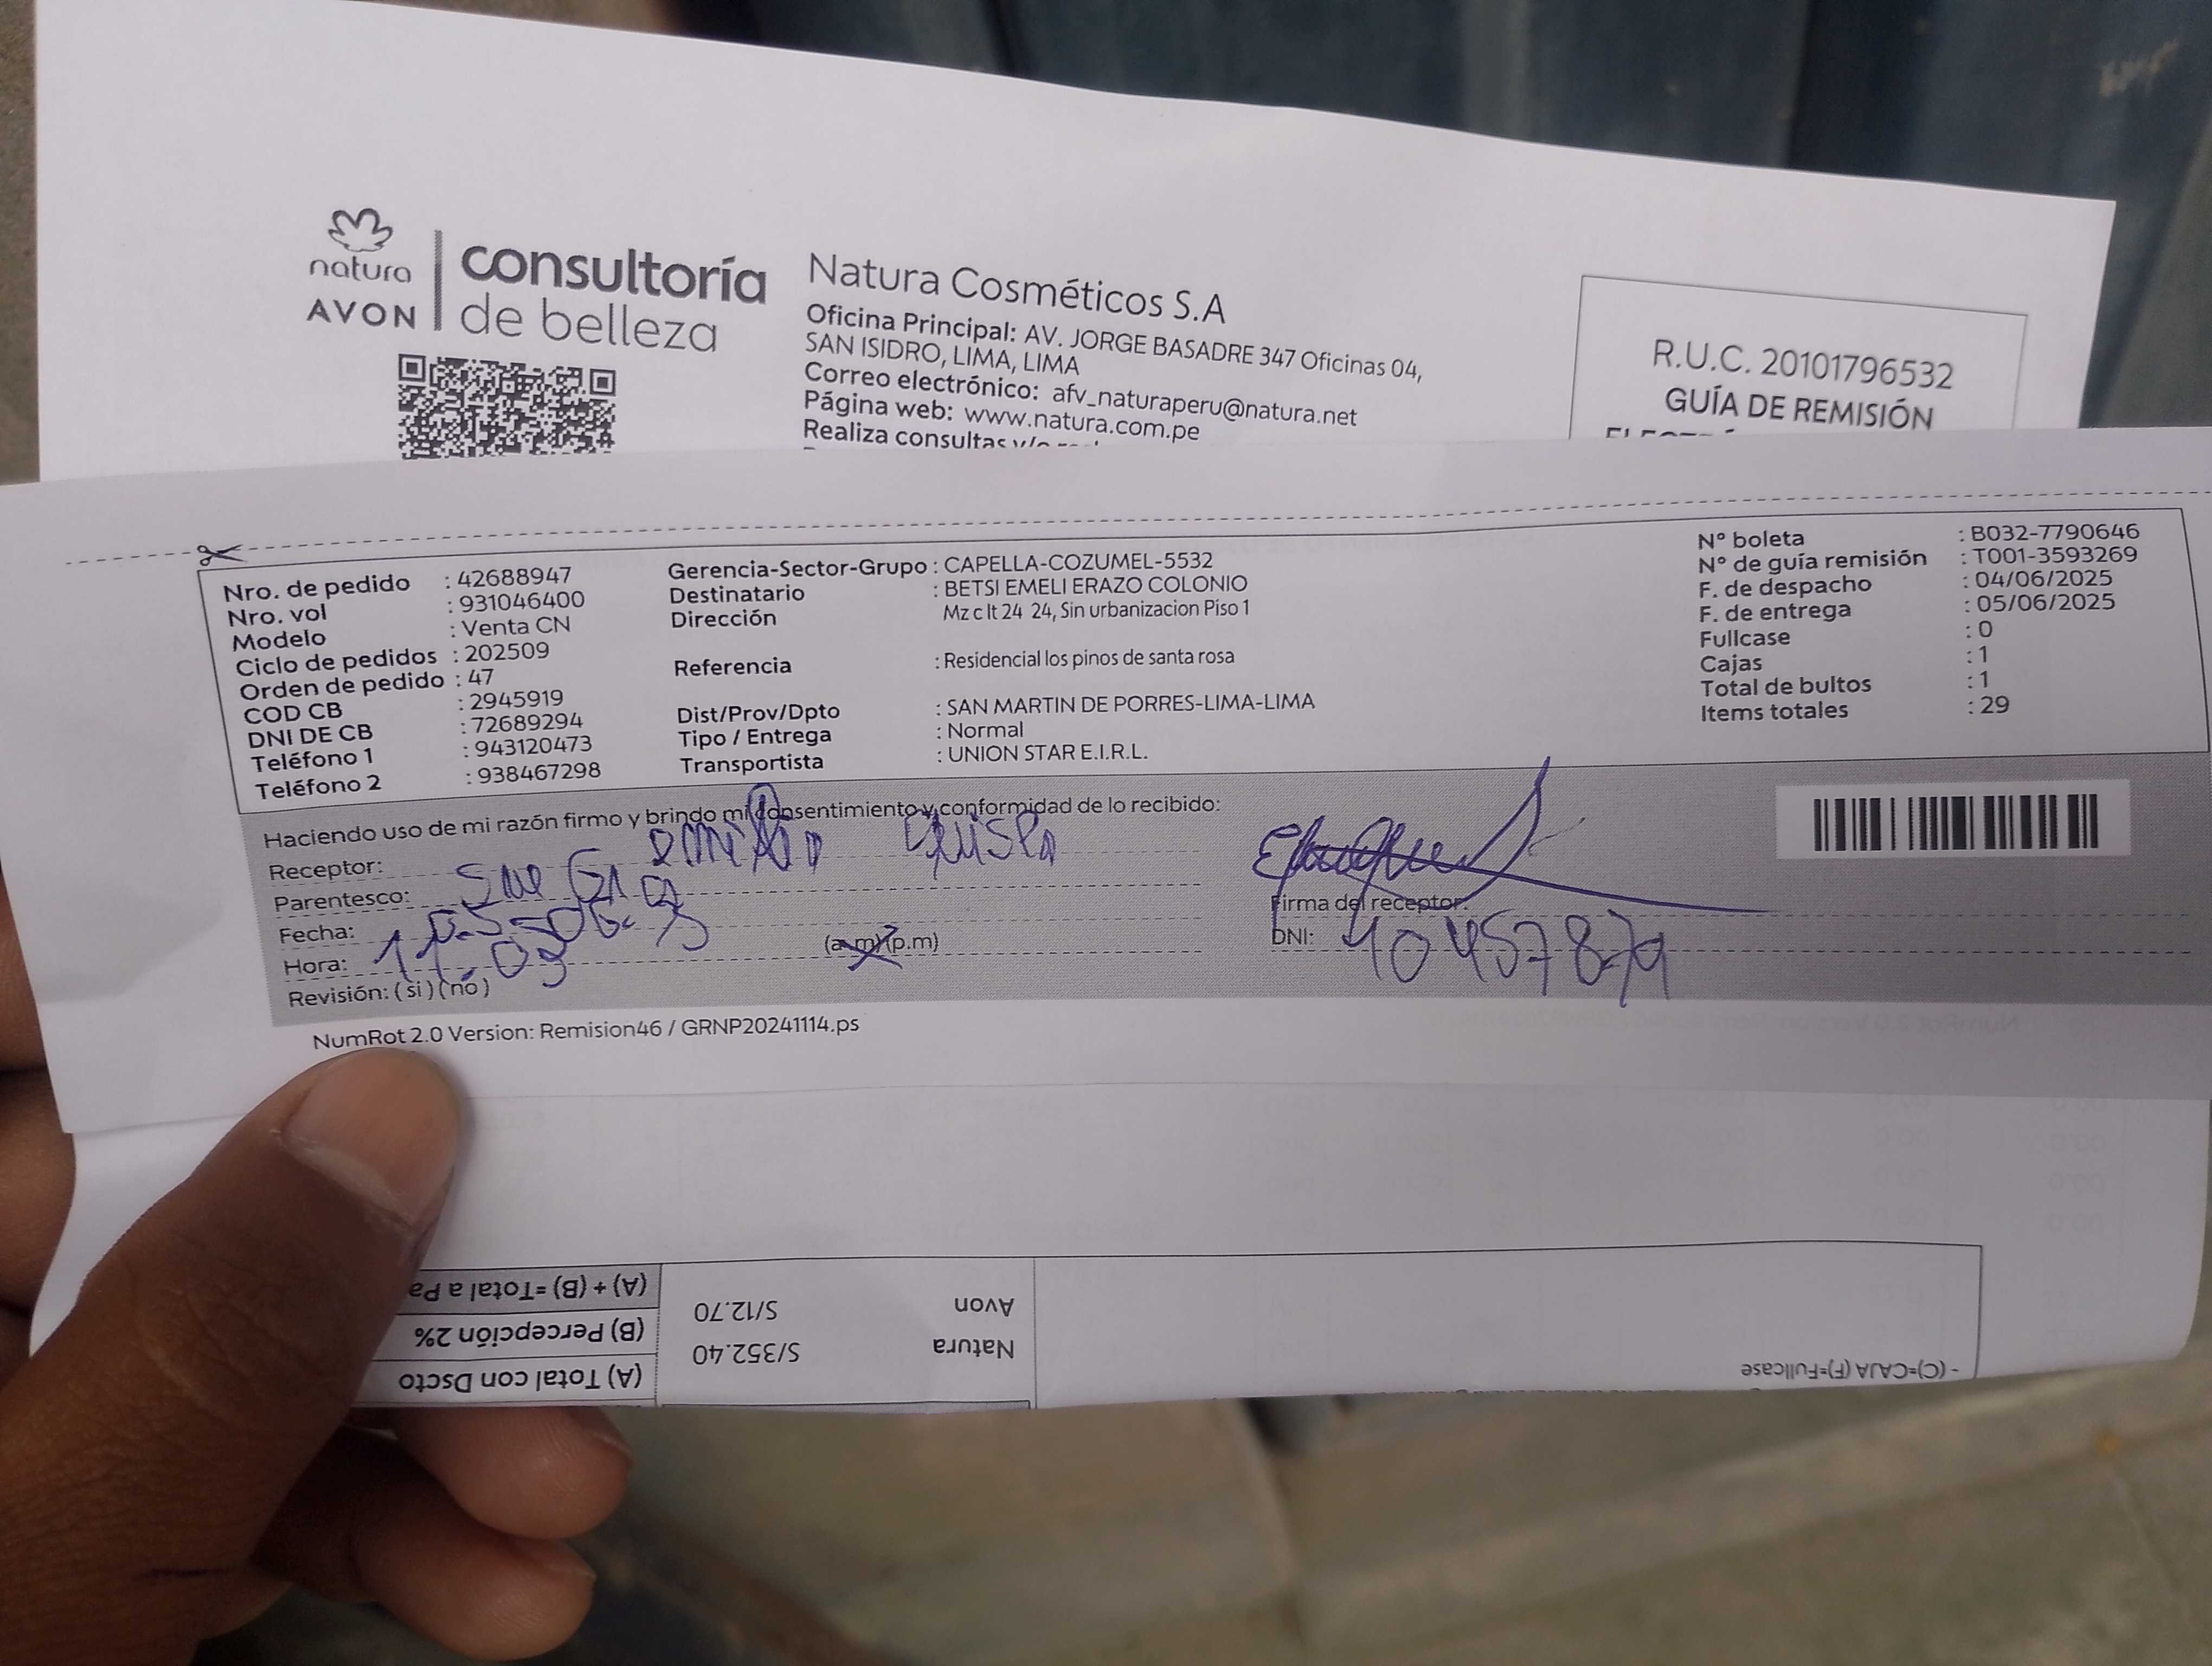 natura
AVON
consultoría
de belleza
Natura Cosméticos S.A
Oficina Principal: AV. JORGE BASADRE 347 Oficinas 04,
SAN ISIDRO, LIMA, LIMA
Correo electrónico: afv_naturaperu@natura.net
Página web: www.natura.com.pe
Realiza consultas y/o
R.U.C. 20101796532
GUÍA DE REMISIÓN
Nro. de pedido : 42688947
Nro. vol : 931046400
Modelo : Venta CN
Ciclo de pedidos : 202509
Orden de pedido : 47
COD CB : 2945919
DNI DE CB : 72689294
Teléfono 1 : 943120473
Teléfono 2 : 938467298
Gerencia-Sector-Grupo : CAPELLA-COZUMEL-5532
Destinatario : BETSI EMELI ERAZO COLONIO
Dirección Mz c lt 24 24, Sin urbanizacion Piso 1
Referencia : Residencial los pinos de santa rosa
Dist/Prov/Dpto : SAN MARTIN DE PORRES-LIMA-LIMA
Tipo / Entrega : Normal
Transportista : UNION STAR E.I.R.L.
N° boleta : B032-7790646
N° de guía remisión : T001-3593269
F. de despacho : 04/06/2025
F. de entrega : 05/06/2025
Fullcase : 0
Cajas : 1
Total de bultos : 1
Items totales : 29
Haciendo uso de mi razón firmo y brindo mi consentimiento y conformidad de lo recibido:
Receptor: Quispe
Parentesco: Suegra
Fecha:
Hora: 11:03 (a.m) (p.m)
Revisión: (si) (no)
Firma del receptor:
DNI:
NumRot 2.0 Version: Remision46 / GRNP20241114.ps
- (C)=CAJA (F)=Fullcase
Natura S/352.40
Avon S/12.70
(A) Total con Dscto
(B) Percepción 2%
(A) + (B) =Total a Pa